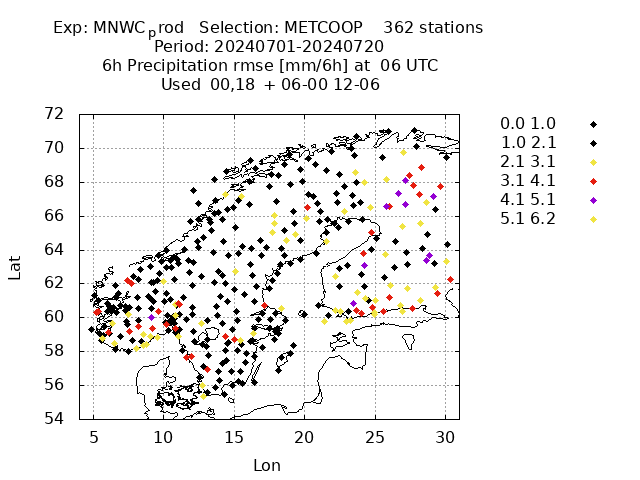 Exp: MNWC_prod   Selection: METCOOP    362 stations
Period: 20240701-20240720
6h Precipitation rmse [mm/6h] at  06 UTC
Used  00,18  + 06-00 12-06
72
70
68
66
64
62
60
58
56
54
Lat
5 10 15 20 25 30
Lon
0.0 1.0
1.0 2.1
2.1 3.1
3.1 4.1
4.1 5.1
5.1 6.2